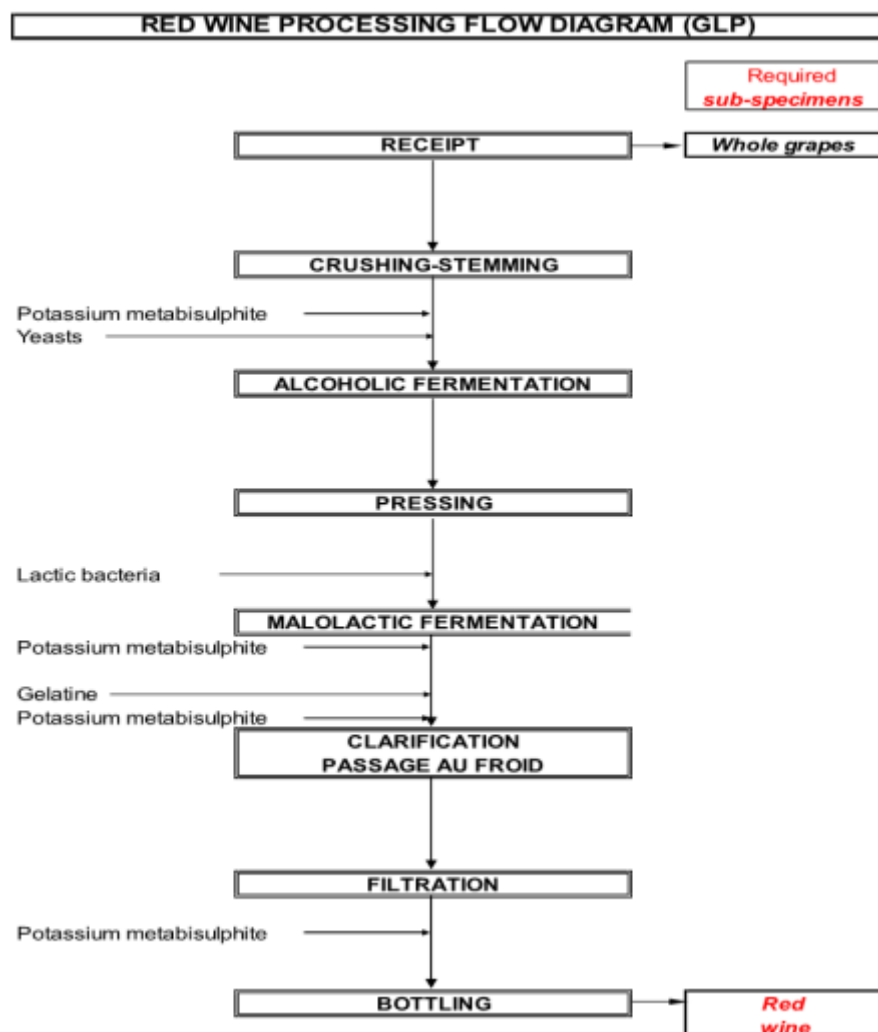 RED WINE PROCESSING FLOW DIAGRAM (GLP)
Required
sub-specimens
RECEIPT
Whole grapes
CRUSHING-STEMMING
Potassium metabisulphite
Yeasts
ALCOHOLIC FERMENTATION
PRESSING
Lactic bacteria
MALOLACTIC FERMENTATION
Potassium metabisulphite
Gelatine
Potassium metabisulphite
CLARIFICATION
PASSAGE AU FROID
FILTRATION
Potassium metabisulphite
BOTTLING
Red
wine